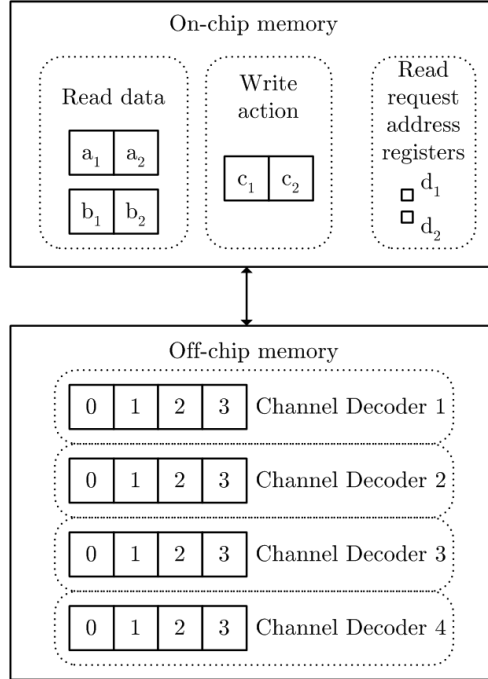 On-chip memory
Read data
a1 a2
b1 b2
Write
action
c1 c2
Read
request
address
registers
d1
d2
Off-chip memory
0 1 2 3 Channel Decoder 1
0 1 2 3 Channel Decoder 2
0 1 2 3 Channel Decoder 3
0 1 2 3 Channel Decoder 4